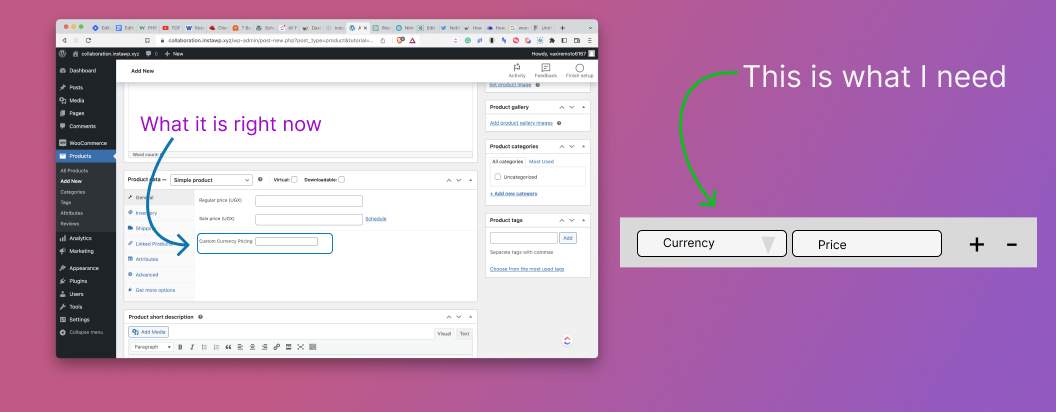 collaboration.instawp.xyz/wp-admin/post-new.php?post_type=product&tutorial=...
collaboration.instawp.xyz
0
New
Howdy, vaximemoto6167
Add New
Activity
Feedback
Finish setup
Dashboard
Posts
Media
Pages
Comments
WooCommerce
Products
All Products
Add New
Categories
Tags
Attributes
Reviews
Analytics
Marketing
Appearance
Plugins
Users
Tools
Settings
Collapse menu
What it is right now
Word count:
Product data —
Simple product
Virtual:
Downloadable:
General
Inventory
Shipping
Linked Products
Attributes
Advanced
Get more options
Regular price (UGX)
Sale price (UGX)
Schedule
Custom Currency Pricing
Product short description
Add Media
Visual
Text
Paragraph
B
I
Set product image
Product gallery
Add product gallery images
Product categories
All categories
Most Used
Uncategorized
+ Add new category
Product tags
Add
Separate tags with commas
Choose from the most used tags
This is what I need
Currency
Price
+
-